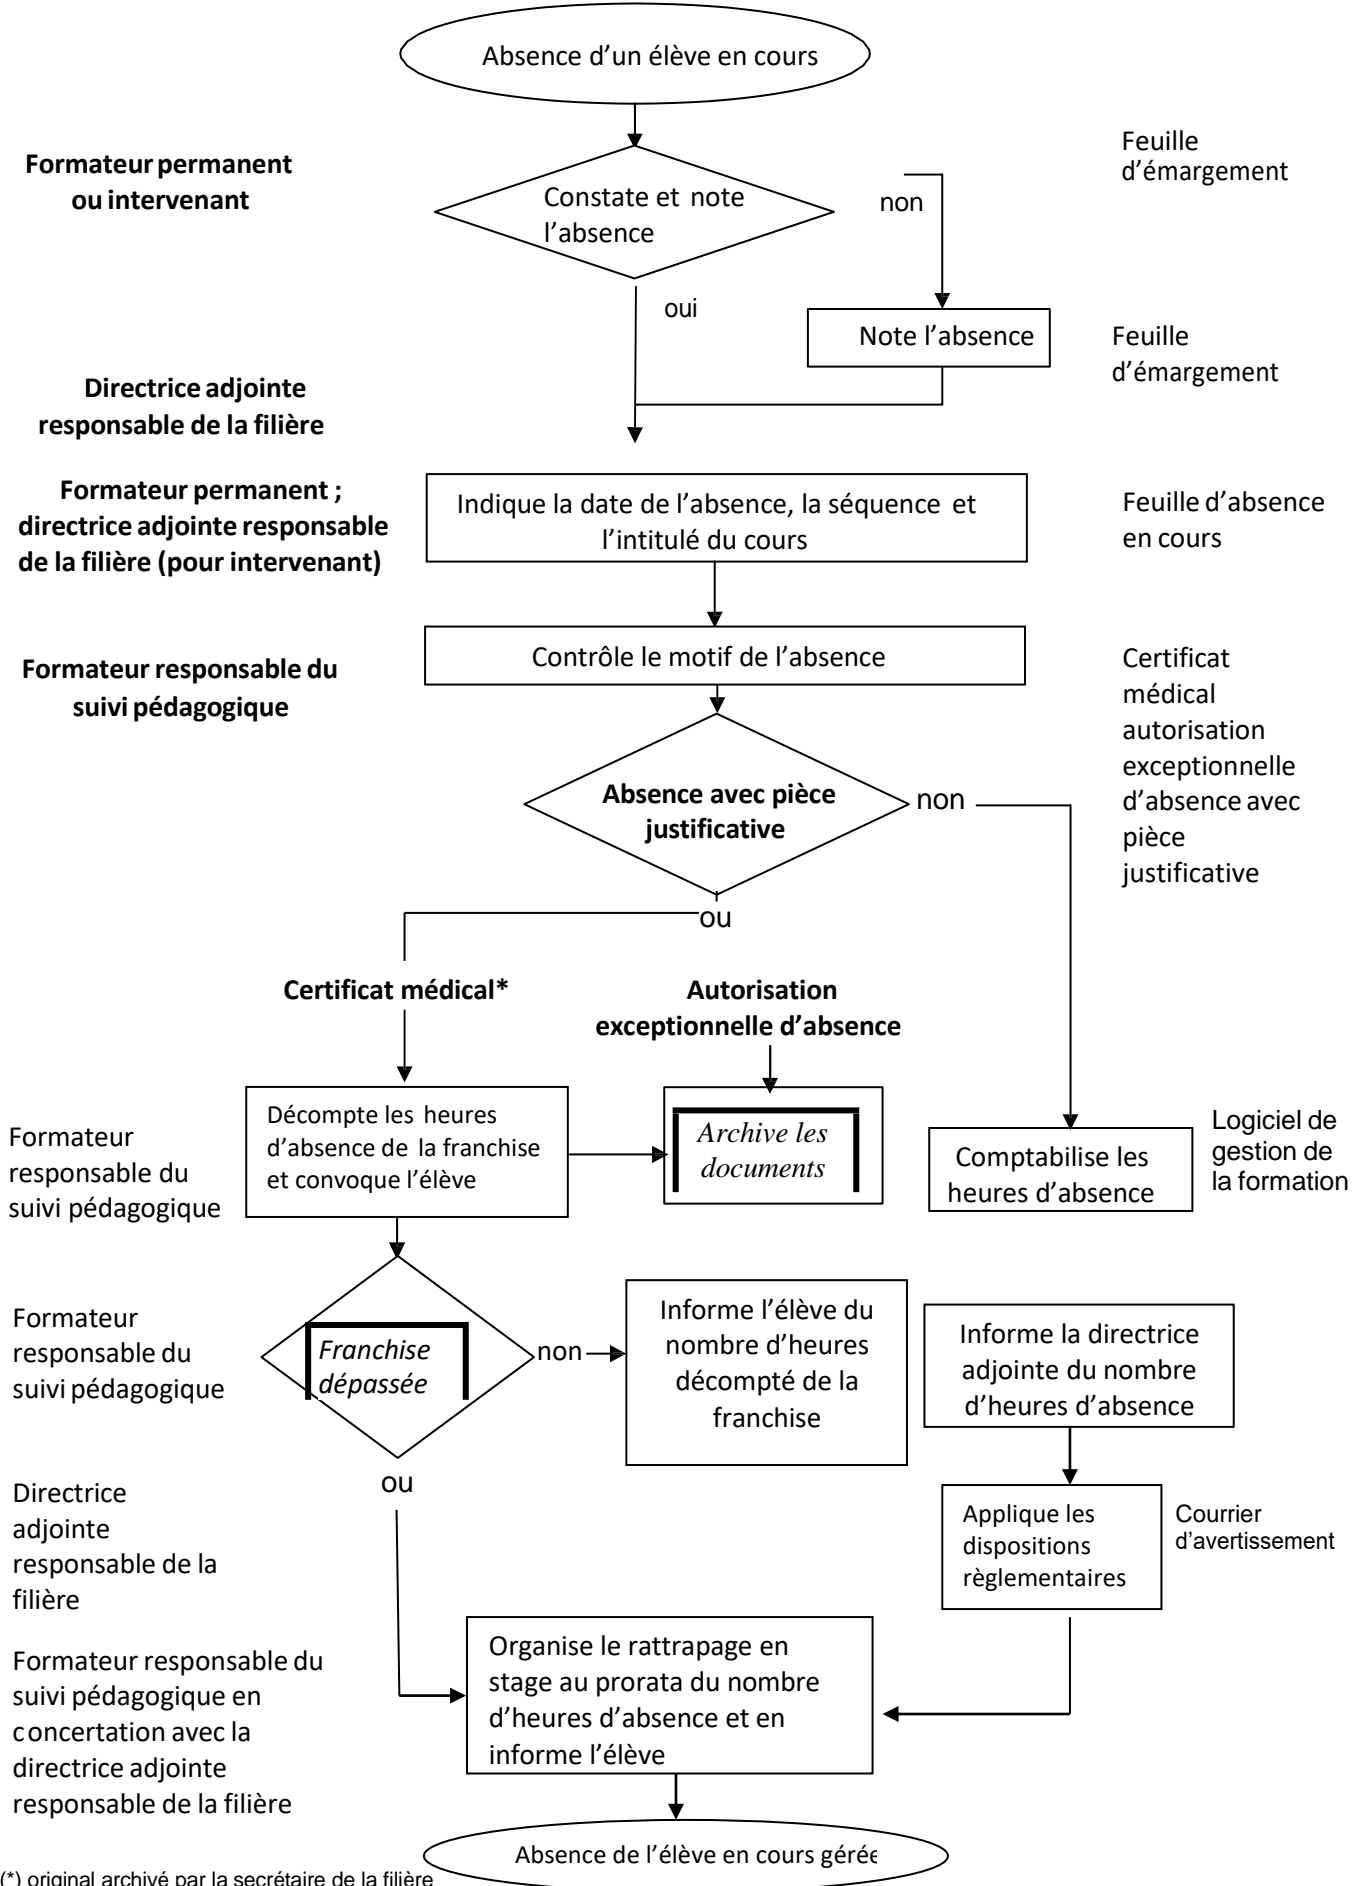 Absence d’un élève en cours
Formateur permanent
ou intervenant
Constate et note
l’absence
non
Feuille
d’émargement
oui
Note l’absence
Feuille
d’émargement
Directrice adjointe
responsable de la filière
Formateur permanent ;
directrice adjointe responsable
de la filière (pour intervenant)
Indique la date de l’absence, la séquence et
l’intitulé du cours
Feuille d’absence
en cours
Formateur responsable du
suivi pédagogique
Contrôle le motif de l’absence
Certificat
médical
autorisation
exceptionnelle
d’absence avec
pièce
justificative
Absence avec pièce
justificative
non
ou
Certificat médical*
Autorisation
exceptionnelle d’absence
Formateur
responsable du
suivi pédagogique
Décompte les heures
d’absence de la franchise
et convoque l’élève
Archive les
documents
Comptabilise les
heures d’absence
Logiciel de
gestion de
la formation
Formateur
responsable du
suivi pédagogique
Franchise
dépassée
non
Informe l’élève du
nombre d’heures
décompté de la
franchise
Informe la directrice
adjointe du nombre
d’heures d’absence
ou
Directrice
adjointe
responsable de la
filière
Applique les
dispositions
règlementaires
Courrier
d’avertissement
Formateur responsable du
suivi pédagogique en
concertation avec la
directrice adjointe
responsable de la filière
Organise le rattrapage en
stage au prorata du nombre
d’heures d’absence et en
informe l’élève
Absence de l’élève en cours gérée
(*) original archivé par la secrétaire de la filière